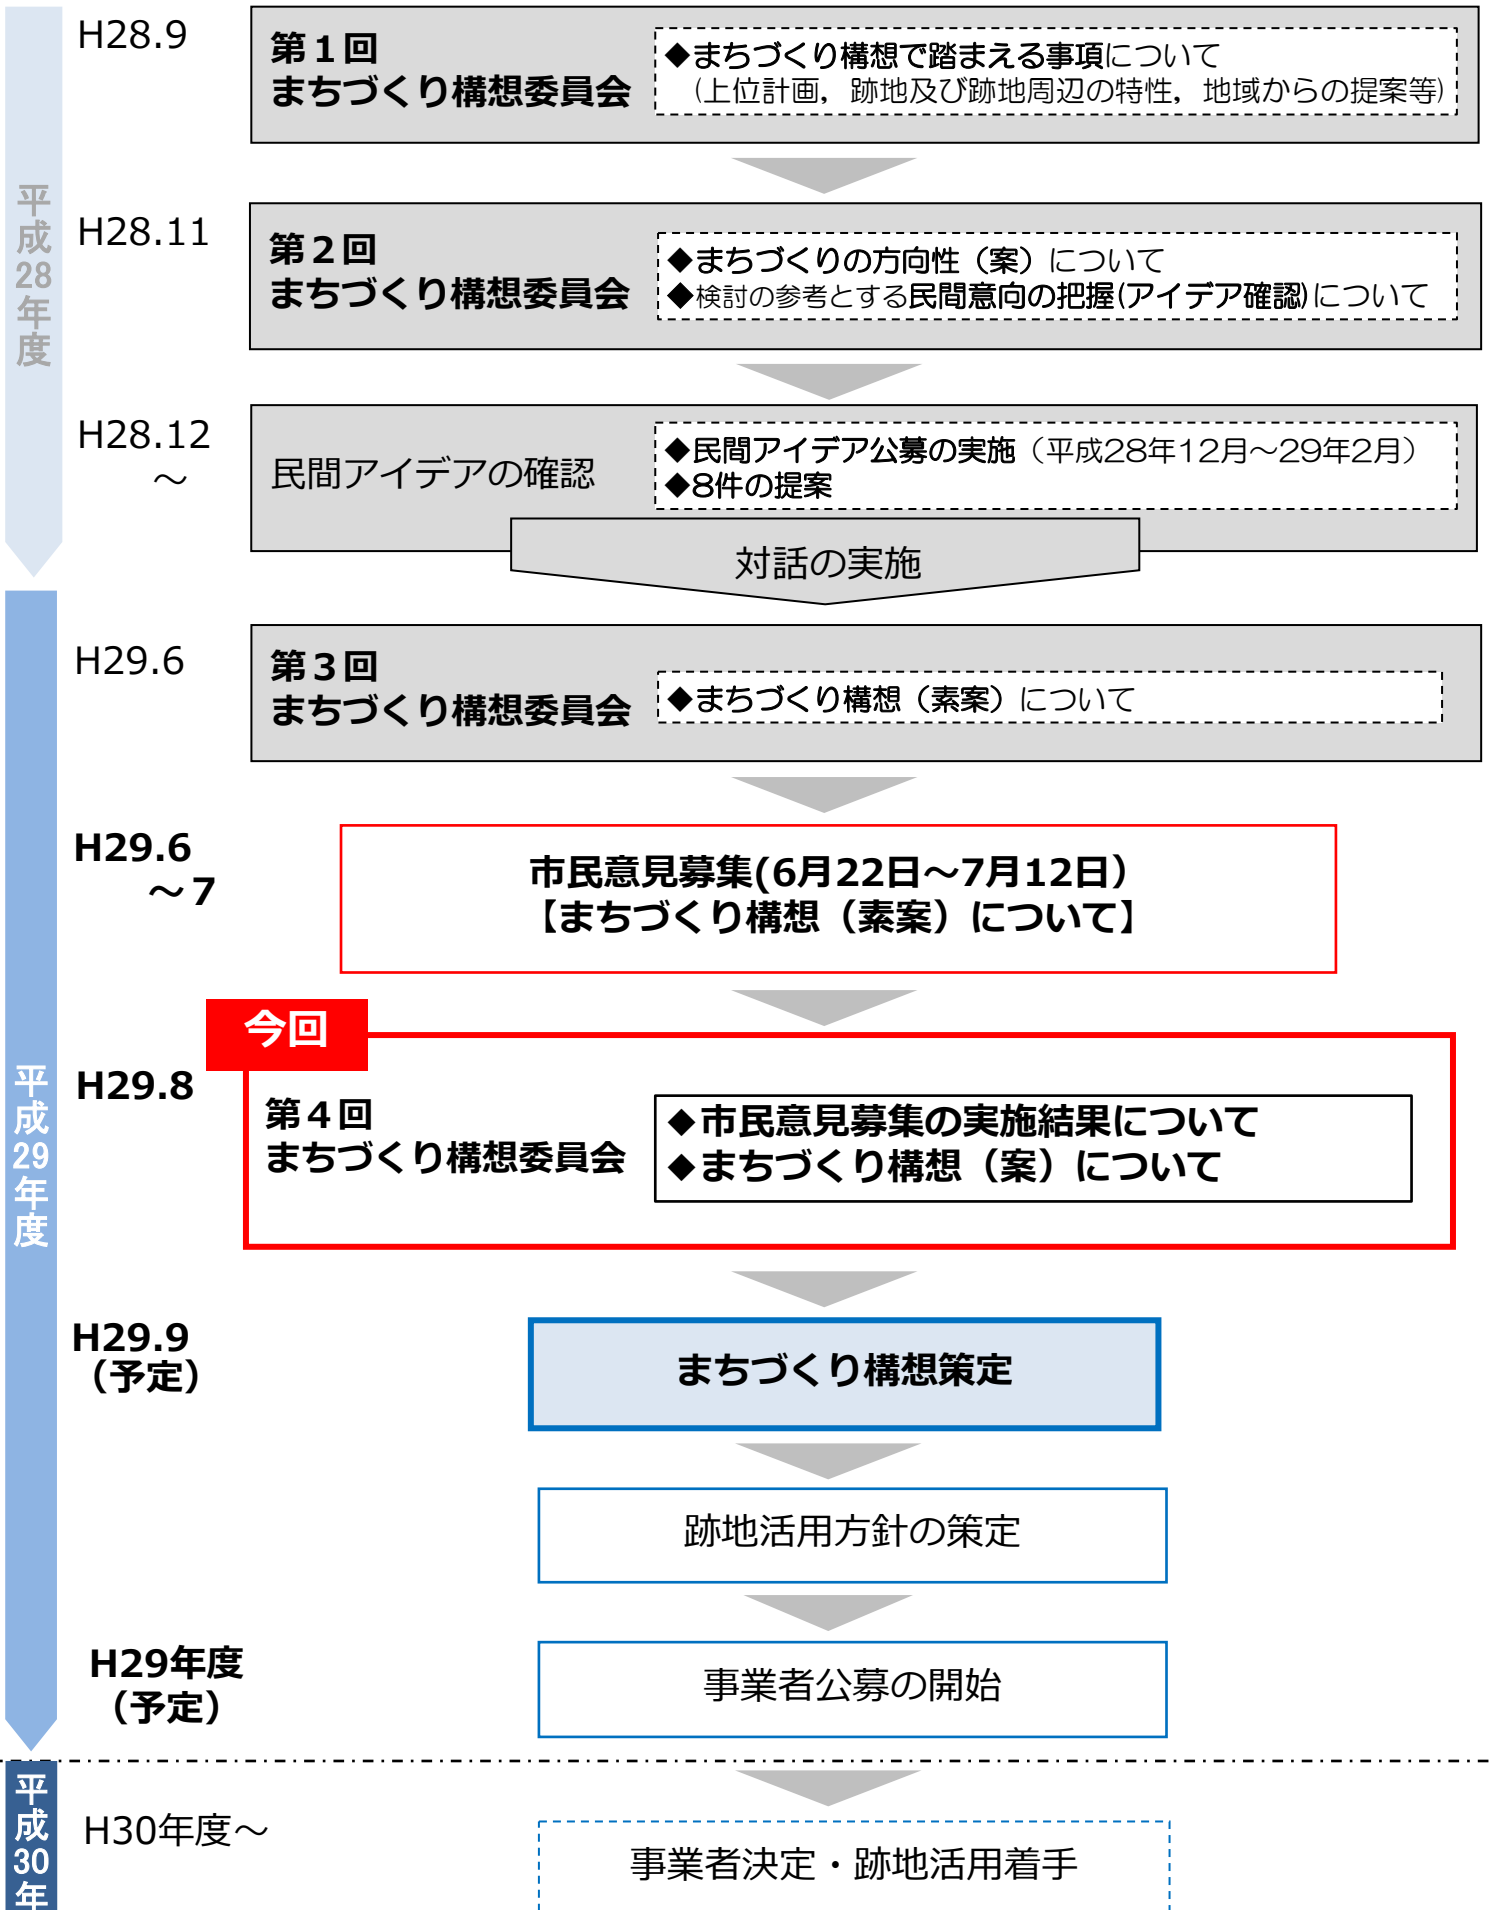 平成28年度
H28.9
第１回
まちづくり構想委員会
◆まちづくり構想で踏まえる事項について
(上位計画，跡地及び跡地周辺の特性，地域からの提案等)
H28.11
第２回
まちづくり構想委員会
◆まちづくりの方向性（案）について
◆検討の参考とする民間意向の把握(アイデア確認)について
H28.12
～
民間アイデアの確認
◆民間アイデア公募の実施（平成28年12月～29年2月）
◆8件の提案
対話の実施
平成29年度
H29.6
第３回
まちづくり構想委員会
◆まちづくり構想（素案）について
H29.6
～7
市民意見募集(6月22日～7月12日）
【まちづくり構想（素案）について】
今回
H29.8
第４回
まちづくり構想委員会
◆市民意見募集の実施結果について
◆まちづくり構想（案）について
H29.9
（予定）
まちづくり構想策定
跡地活用方針の策定
H29年度
（予定）
事業者公募の開始
平成30年
H30年度～
事業者決定・跡地活用着手